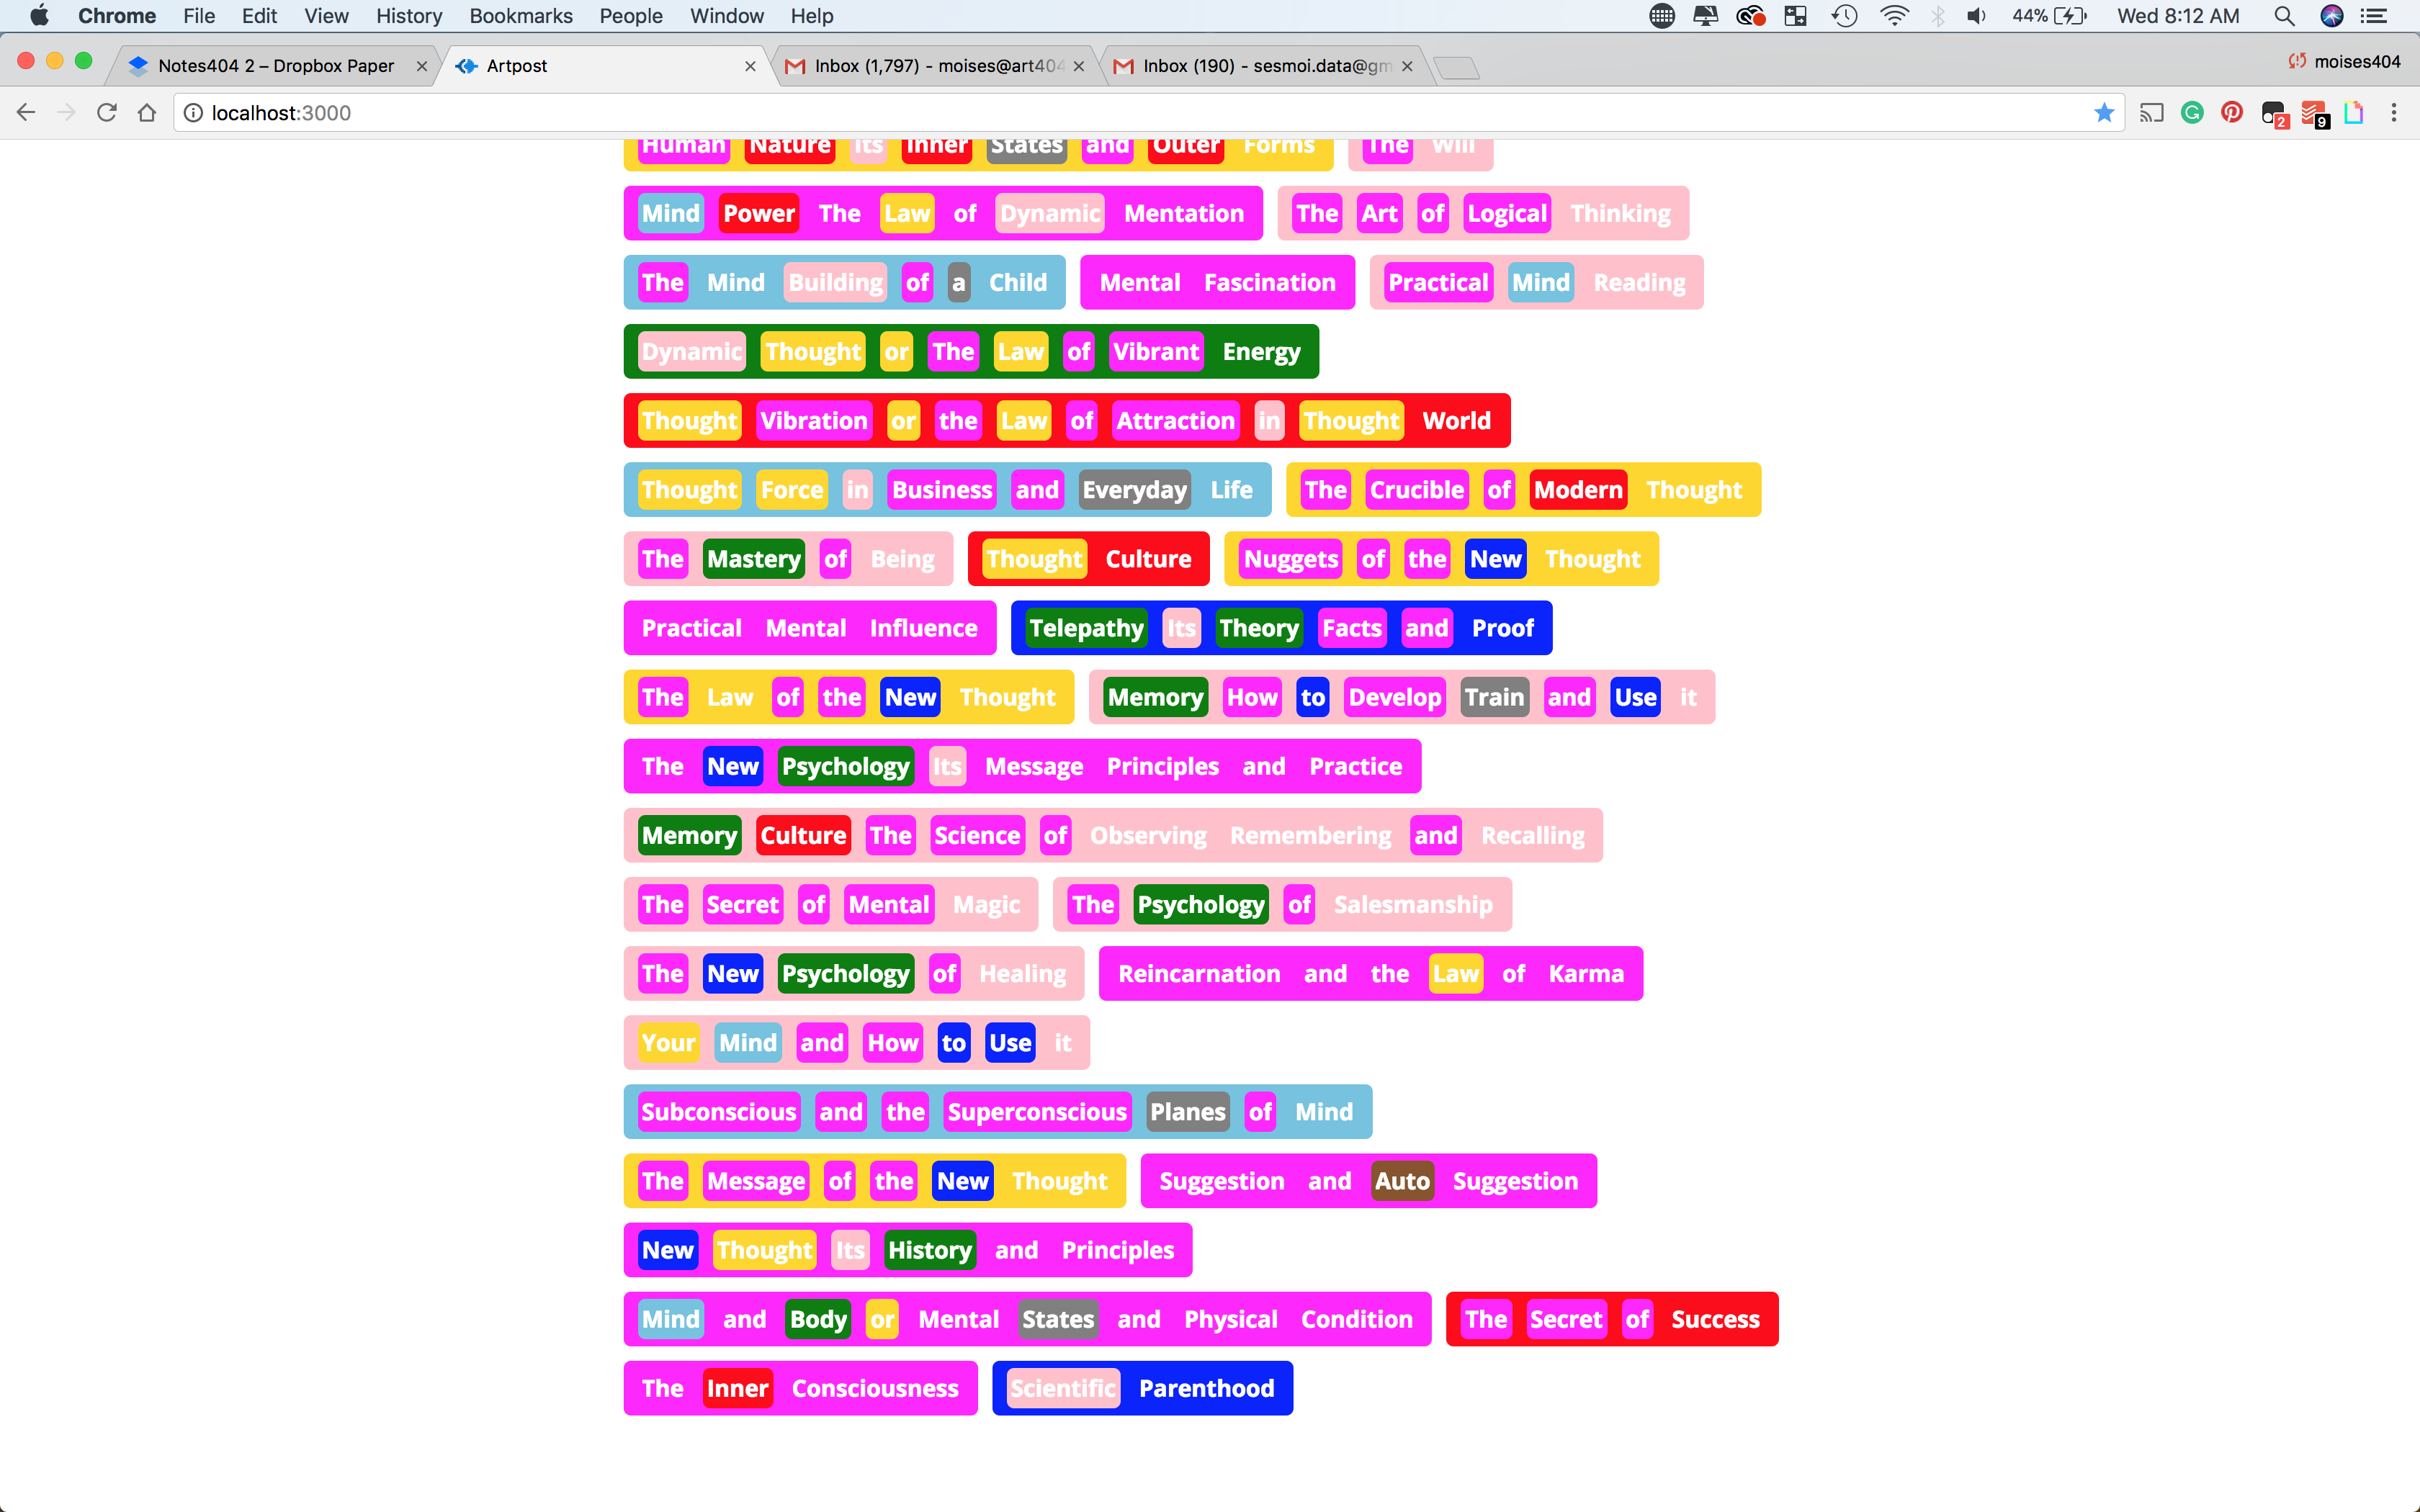 Chrome File Edit View History Bookmarks People Window Help 44% Wed 8:12 AM
Notes404 2 – Dropbox Paper Artpost Inbox (1,797) - moises@art404 Inbox (190) - sesmoi.data@gm moises404
localhost:3000 2 9
Human Nature Its Inner States and Outer Forms The Will
Mind Power The Law of Dynamic Mentation The Art of Logical Thinking
The Mind Building of a Child Mental Fascination Practical Mind Reading
Dynamic Thought or The Law of Vibrant Energy
Thought Vibration or the Law of Attraction in Thought World
Thought Force in Business and Everyday Life The Crucible of Modern Thought
The Mastery of Being Thought Culture Nuggets of the New Thought
Practical Mental Influence Telepathy Its Theory Facts and Proof
The Law of the New Thought Memory How to Develop Train and Use it
The New Psychology Its Message Principles and Practice
Memory Culture The Science of Observing Remembering and Recalling
The Secret of Mental Magic The Psychology of Salesmanship
The New Psychology of Healing Reincarnation and the Law of Karma
Your Mind and How to Use it
Subconscious and the Superconscious Planes of Mind
The Message of the New Thought Suggestion and Auto Suggestion
New Thought Its History and Principles
Mind and Body or Mental States and Physical Condition The Secret of Success
The Inner Consciousness Scientific Parenthood